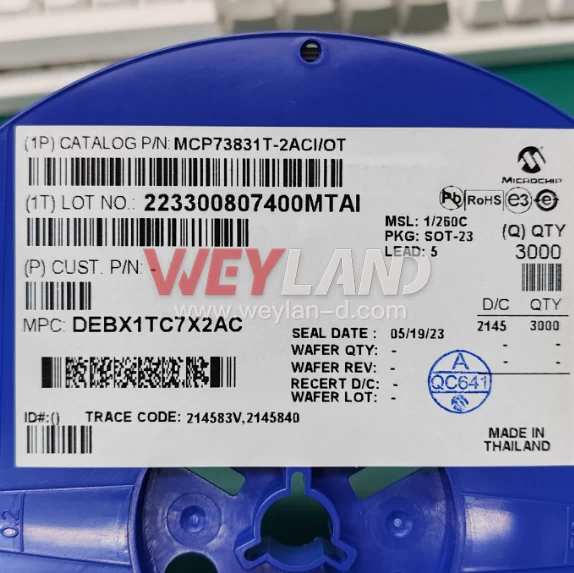 (1P) CATALOG P/N: MCP73831T-2ACI/OT
MICROCHIP
(1T) LOT NO.: 223300807400MTAI
Pb RoHS e3 e
MSL: 1/260C
PKG: SOT-23
LEAD: 5
(Q) QTY
3000
(P) CUST. P/N: -
WEYLAND
www.weylan-d.com
MPC: DEBX1TC7X2AC
D/C QTY
2145 3000
- -
- -
SEAL DATE : 05/19/23
WAFER QTY: -
WAFER REV: -
RECERT D/C: -
WAFER LOT: -
A
QC641
ID#:() TRACE CODE: 214583V,2145840
MADE IN
THAILAND
0.2